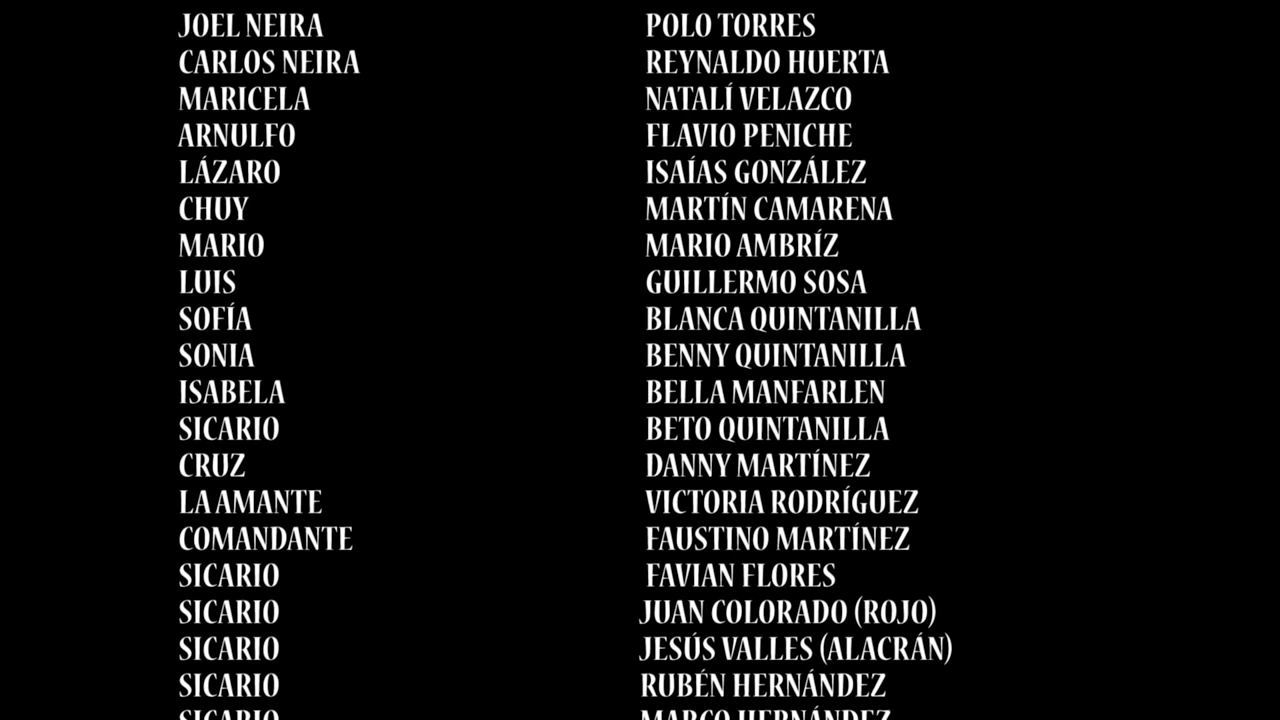 JOEL NEIRA POLO TORRES
CARLOS NEIRA REYNALDO HUERTA
MARICELA NATALÍ VELAZCO
ARNULFO FLAVIO PENICHE
LÁZARO ISAÍAS GONZÁLEZ
CHUY MARTÍN CAMARENA
MARIO MARIO AMBRÍZ
LUIS GUILLERMO SOSA
SOFÍA BLANCA QUINTANILLA
SONIA BENNY QUINTANILLA
ISABELA BELLA MANFARLEN
SICARIO BETO QUINTANILLA
CRUZ DANNY MARTÍNEZ
LA AMANTE VICTORIA RODRÍGUEZ
COMANDANTE FAUSTINO MARTÍNEZ
SICARIO FAVIAN FLORES
SICARIO JUAN COLORADO (ROJO)
SICARIO JESÚS VALLES (ALACRÁN)
SICARIO RUBÉN HERNÁNDEZ
SICARIO MARCO HERNÁNDEZ